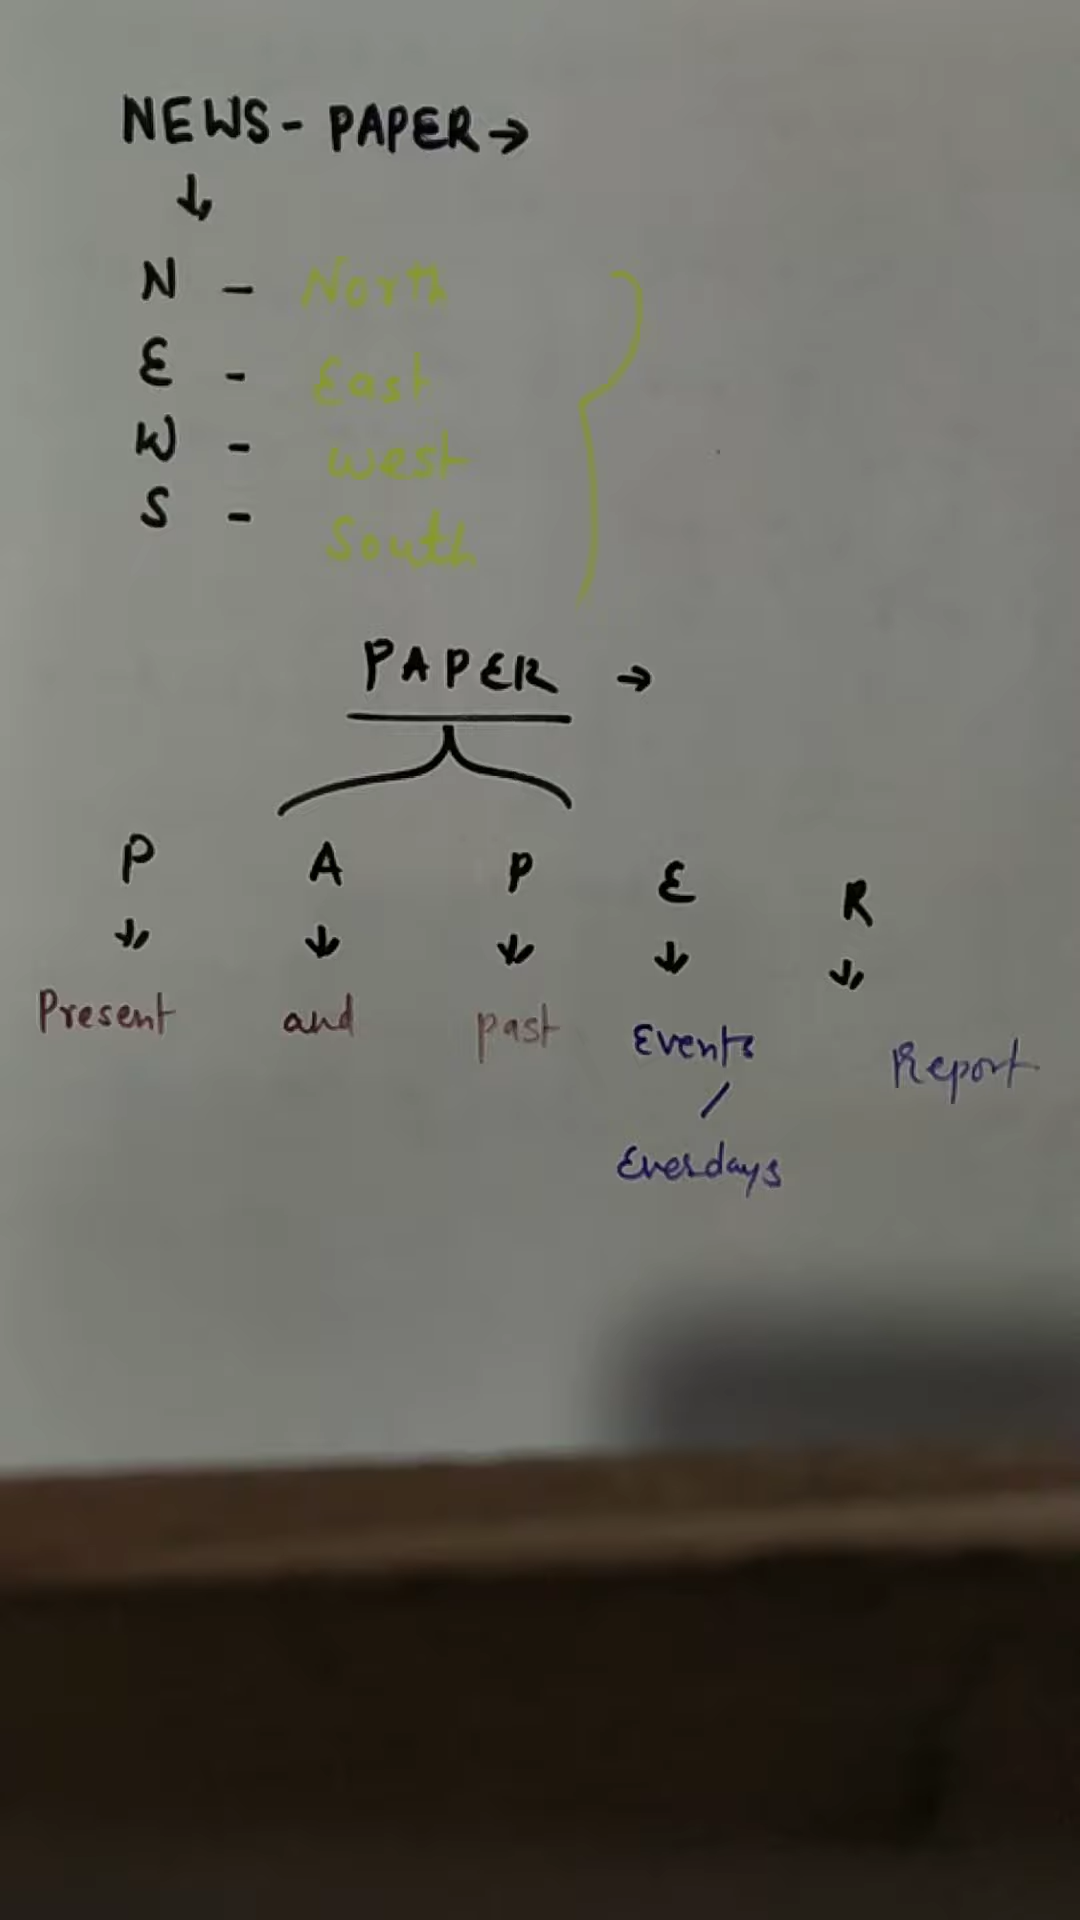 NEWS - PAPER →
↓
N - North
E - East
W - West
S - South
PAPER →
P A P E R
↓ ↓ ↓ ↓ ↓
Present and past Events Report
/
Everdays